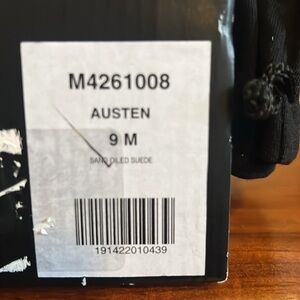 M4261008
AUSTEN
9 M
SAND OILED SUEDE
191422010439